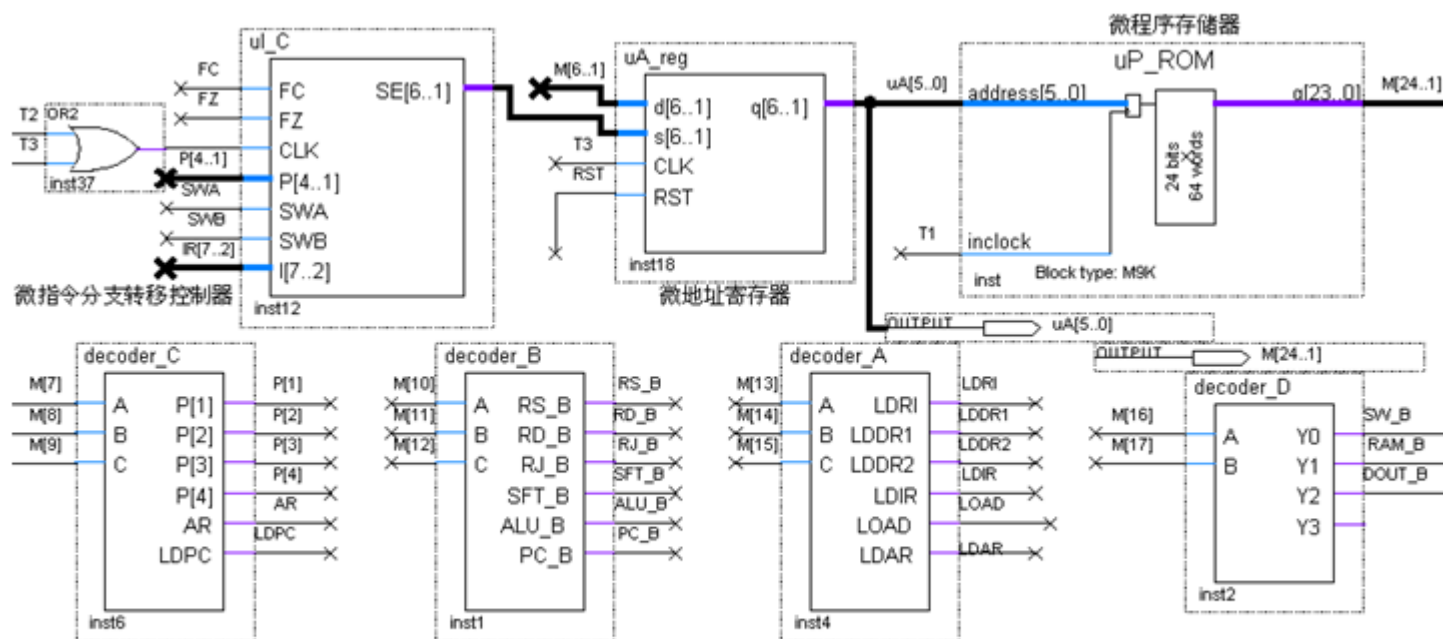 微程序存储器
uI_C
uA_reg
uP_ROM
FC
FC
SE[6..1]
M[6..1]
d[6..1]
q[6..1]
uA[5..0]
address[5..0]
q[23..0]
M[24..1]
FZ
FZ
s[6..1]
T2
OR2
CLK
T3
CLK
T3
P[4..1]
P[4..1]
RST
RST
24 bits
64 words
inst37
SWA
SWA
SWB
SWB
T1
inclock
IR[7..2]
I[7..2]
inst18
inst
Block type: M9K
微指令分支转移控制器
inst12
微地址寄存器
OUTPUT
uA[5..0]
OUTPUT
M[24..1]
decoder_C
M[7]
A
P[1]
P[1]
M[8]
B
P[2]
P[2]
M[9]
C
P[3]
P[3]
P[4]
P[4]
AR
AR
LDPC
LDPC
inst6
decoder_B
M[10]
A
RS_B
RS_B
M[11]
B
RD_B
RD_B
M[12]
C
RJ_B
RJ_B
SFT_B
SFT_B
ALU_B
ALU_B
PC_B
PC_B
inst1
decoder_A
M[13]
A
LDRI
LDRI
M[14]
B
LDDR1
LDDR1
M[15]
C
LDDR2
LDDR2
LDIR
LDIR
LOAD
LOAD
LDAR
LDAR
inst4
decoder_D
M[16]
A
Y0
SW_B
M[17]
B
Y1
RAM_B
Y2
DOUT_B
Y3
inst2